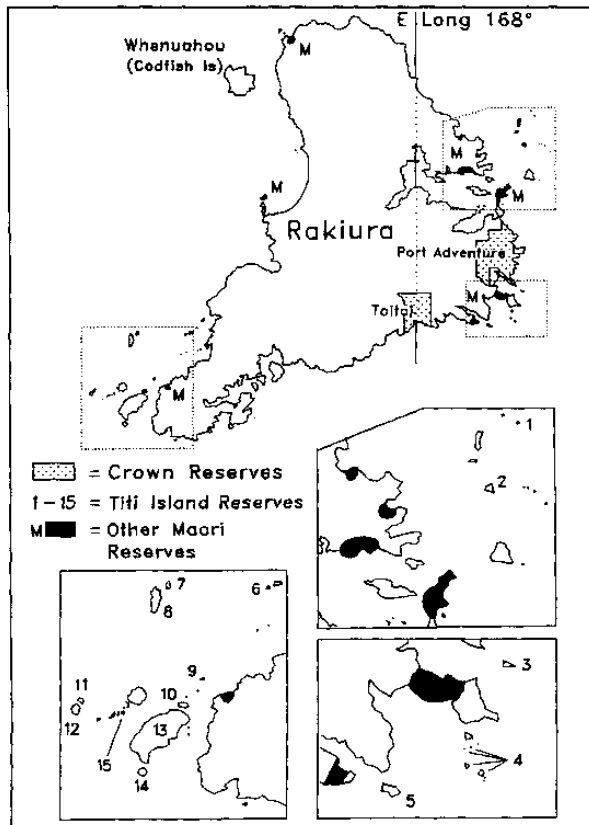 E Long 168°
Whenuahou
(Codfish Is)
M
M
M
M
Rakiura
Port Adventure
M
Toitoi
M
= Crown Reserves
1-15 = Titi Island Reserves
M = Other Maori
Reserves
1
2
7
8
6
9
10
11
12
13
15
14
3
4
5